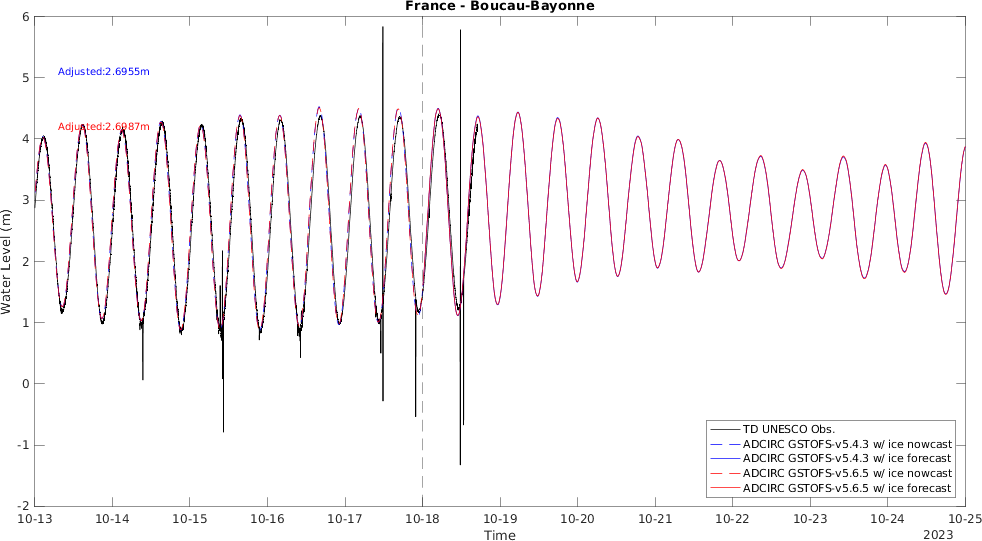 France - Boucau-Bayonne
6
5
4
3
2
1
0
-1
-2
Water Level (m)
Adjusted:2.6955m
Adjusted:2.6987m
TD UNESCO Obs.
ADCIRC GSTOFS-v5.4.3 w/ ice nowcast
ADCIRC GSTOFS-v5.4.3 w/ ice forecast
ADCIRC GSTOFS-v5.6.5 w/ ice nowcast
ADCIRC GSTOFS-v5.6.5 w/ ice forecast
10-13 10-14 10-15 10-16 10-17 10-18 10-19 10-20 10-21 10-22 10-23 10-24 10-25
Time
2023